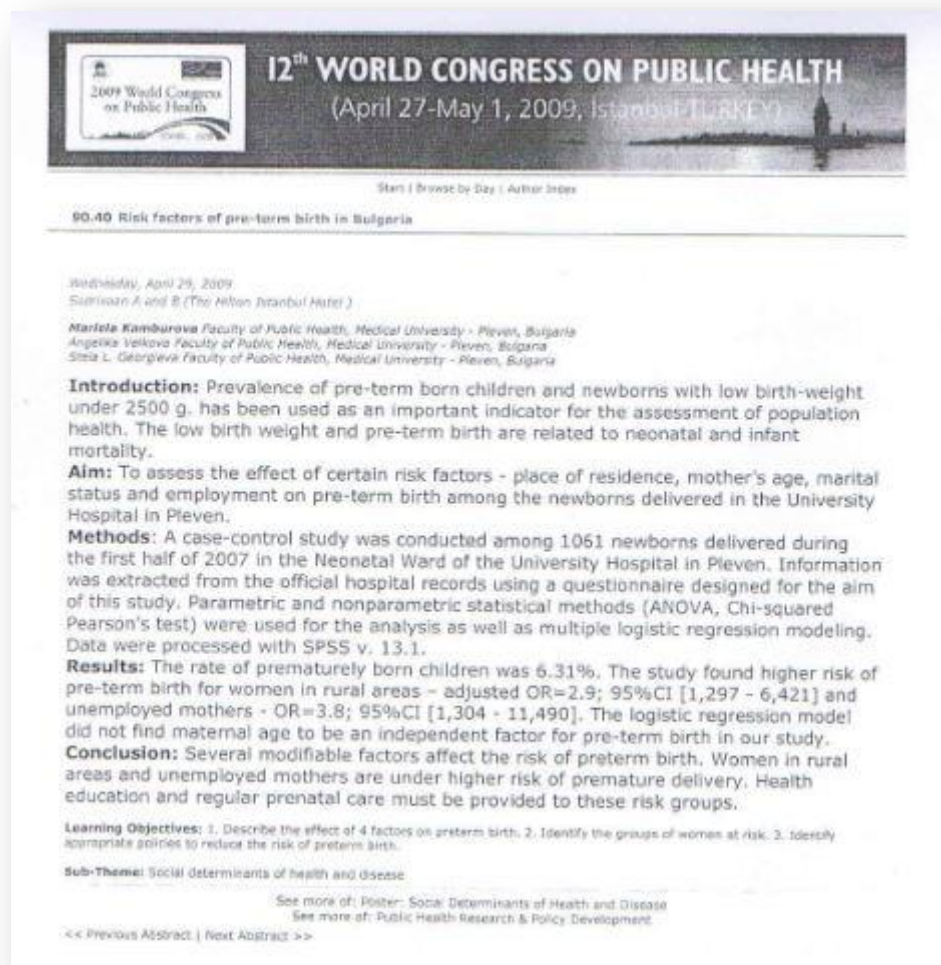 2009 World Congress
on Public Health
12th WORLD CONGRESS ON PUBLIC HEALTH
(April 27-May 1, 2009, Istanbul-TURKEY)
Start | Browse by Day | Author Index
90.40 Risk factors of pre-term birth in Bulgaria
Wednesday, April 29, 2009
A and B (The Hilton Istanbul Hotel )
Mariela Kamburova Faculty of Public Health, Medical University - Pleven, Bulgaria
Angelika Velkova Faculty of Public Health, Medical University - Pleven, Bulgaria
Stela L. Georgieva Faculty of Public Health, Medical University - Pleven, Bulgaria
Introduction: Prevalence of pre-term born children and newborns with low birth-weight
under 2500 g. has been used as an important indicator for the assessment of population
health. The low birth weight and pre-term birth are related to neonatal and infant
mortality.
Aim: To assess the effect of certain risk factors - place of residence, mother's age, marital
status and employment on pre-term birth among the newborns delivered in the University
Hospital in Pleven.
Methods: A case-control study was conducted among 1061 newborns delivered during
the first half of 2007 in the Neonatal Ward of the University Hospital in Pleven. Information
was extracted from the official hospital records using a questionnaire designed for the aim
of this study. Parametric and nonparametric statistical methods (ANOVA, Chi-squared
Pearson's test) were used for the analysis as well as multiple logistic regression modeling.
Data were processed with SPSS v. 13.1.
Results: The rate of prematurely born children was 6.31%. The study found higher risk of
pre-term birth for women in rural areas – adjusted OR=2.9; 95%CI [1,297 - 6,421] and
unemployed mothers - OR=3.8; 95%CI [1,304 - 11,490]. The logistic regression model
did not find maternal age to be an independent factor for pre-term birth in our study.
Conclusion: Several modifiable factors affect the risk of preterm birth. Women in rural
areas and unemployed mothers are under higher risk of premature delivery. Health
education and regular prenatal care must be provided to these risk groups.
Learning Objectives: 1. Describe the effect of 4 factors on preterm birth. 2. Identify the groups of women at risk. 3. Identify
appropriate policies to reduce the risk of preterm birth.
Sub-Theme: Social determinants of health and disease
See more of: Poster: Social Determinants of Health and Disease
See more of: Public Health Research & Policy Development
<< Previous Abstract | Next Abstract >>